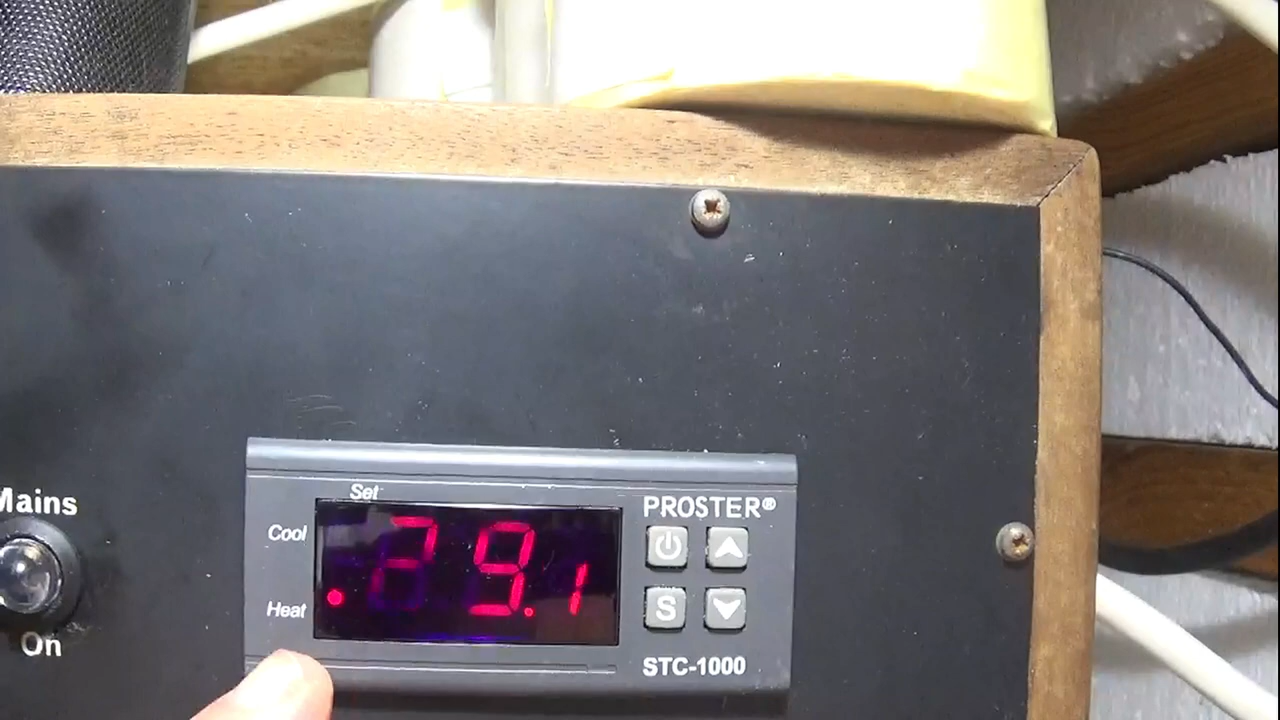 Mains
On
Set
Cool
Heat
29.1
PROSTER®
S
STC-1000